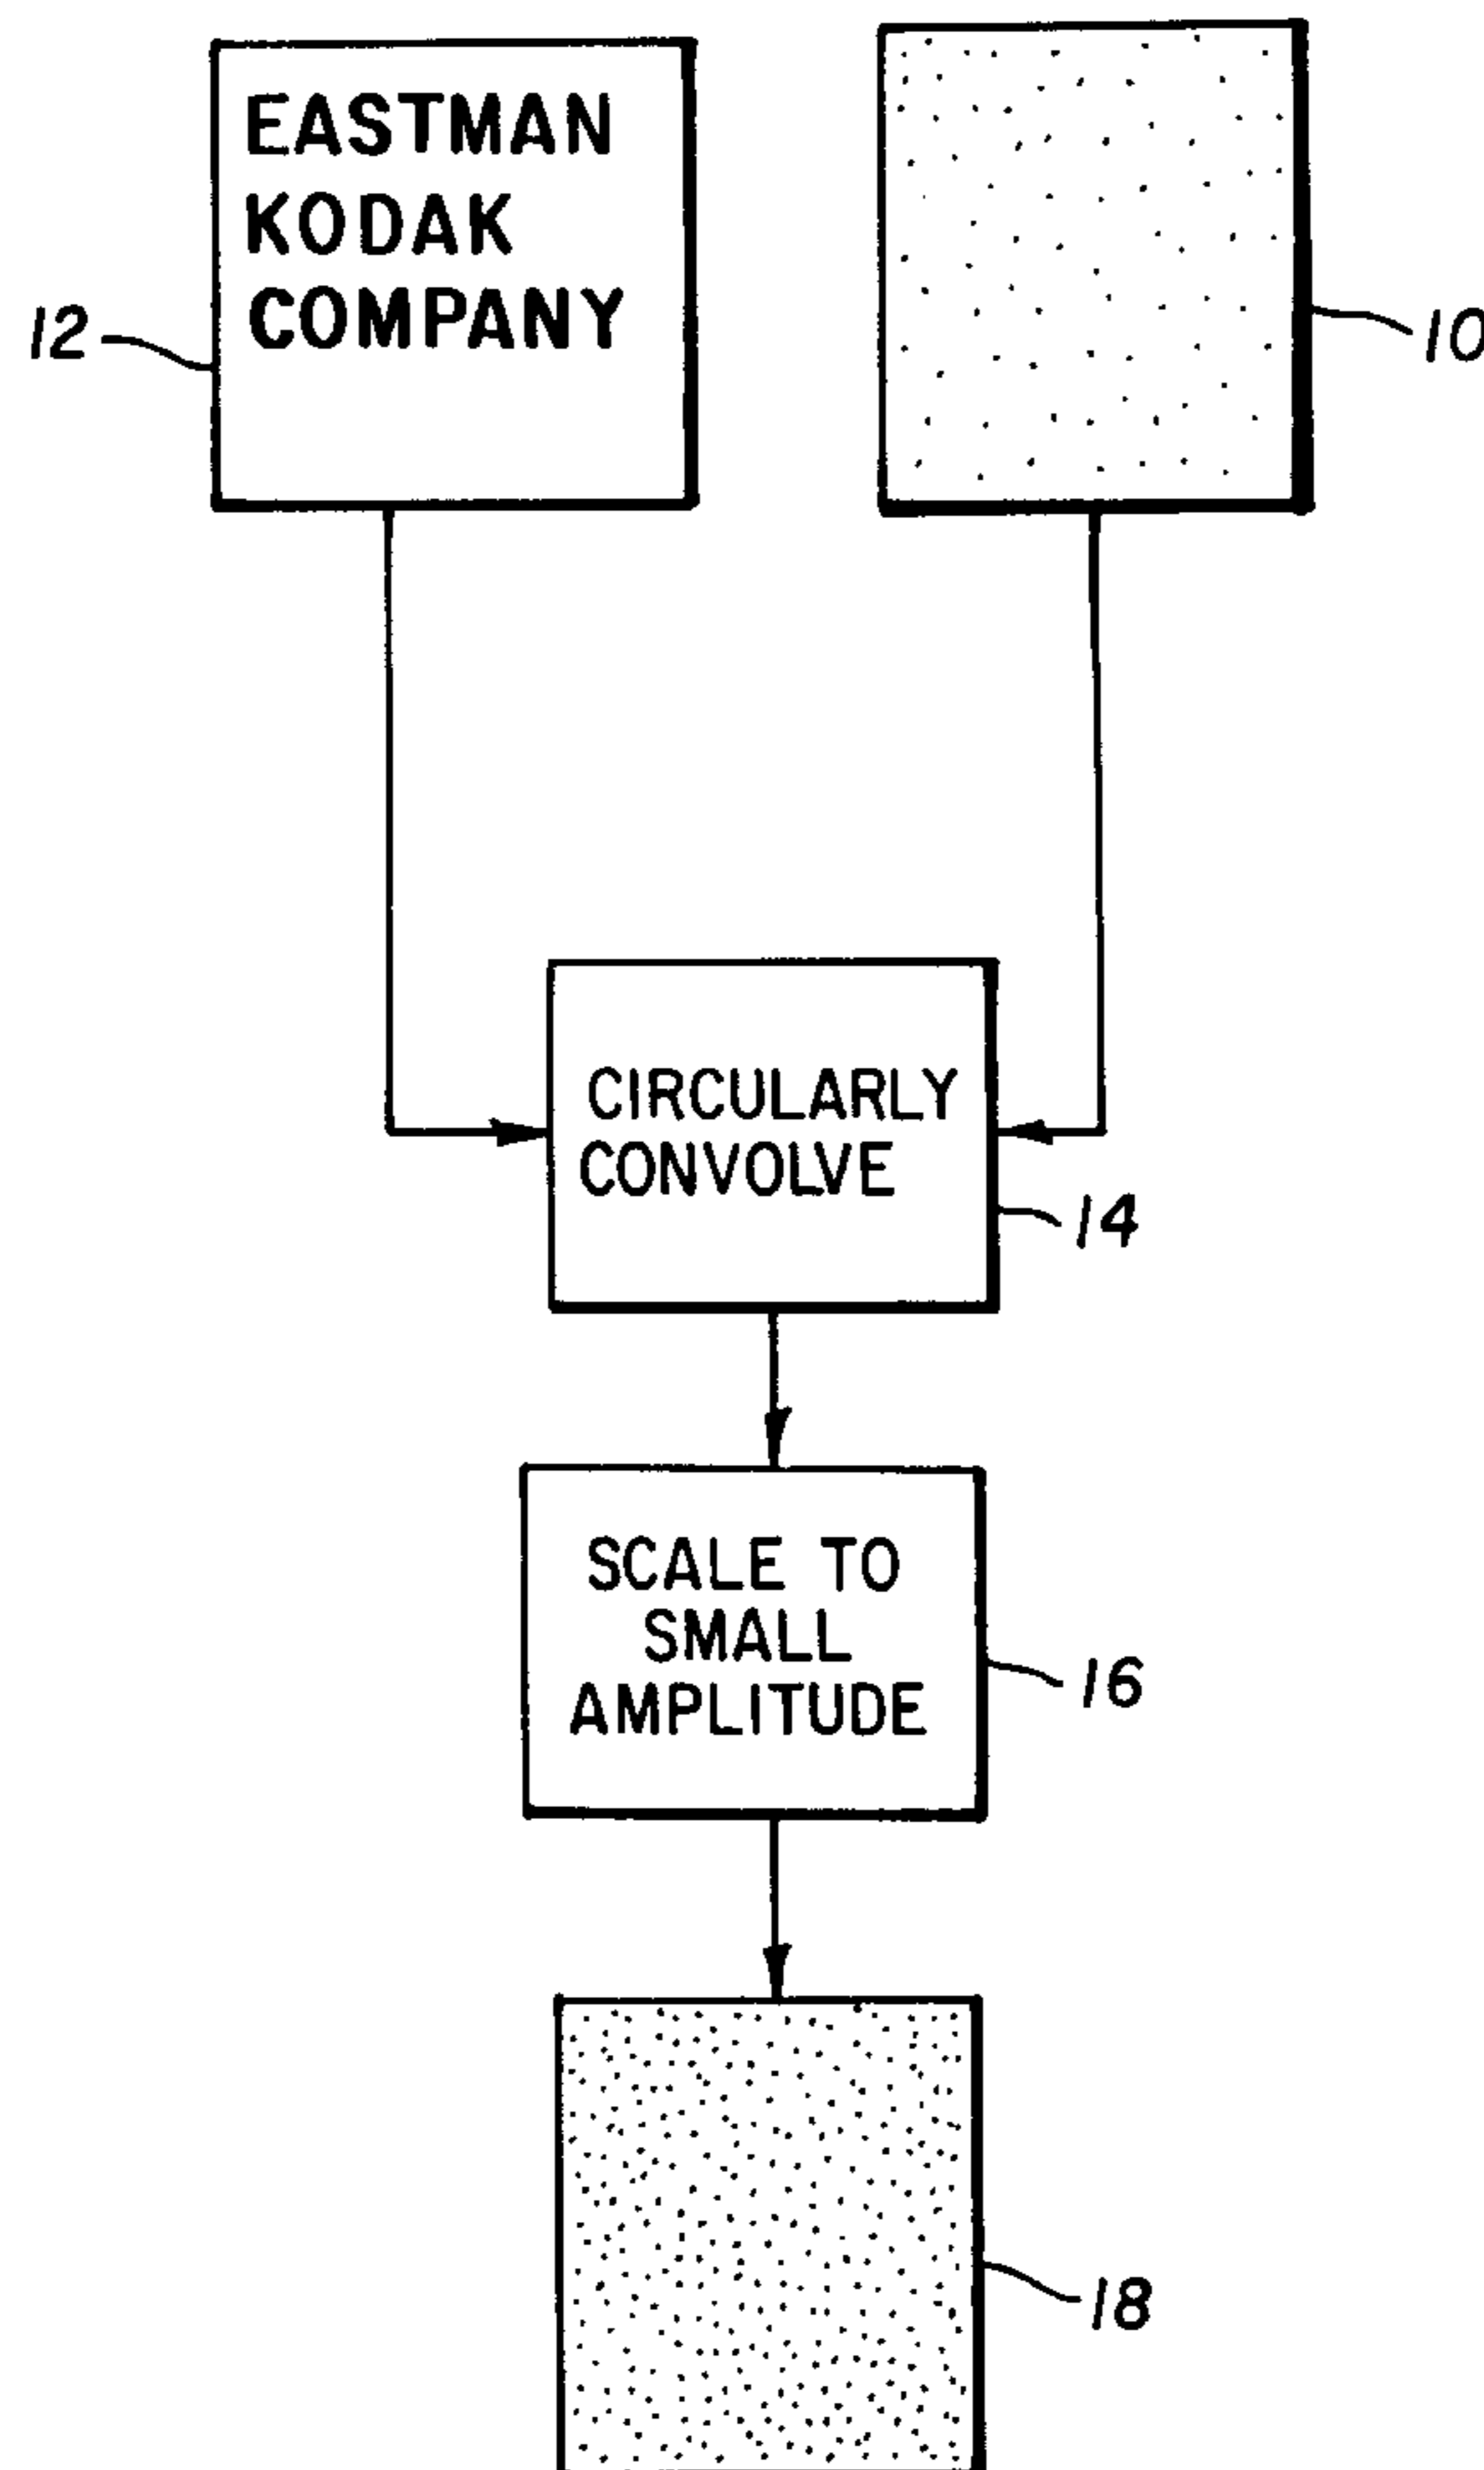 EASTMAN
KODAK
COMPANY
12
10
CIRCULARLY
CONVOLVE
14
SCALE TO
SMALL
AMPLITUDE
16
18